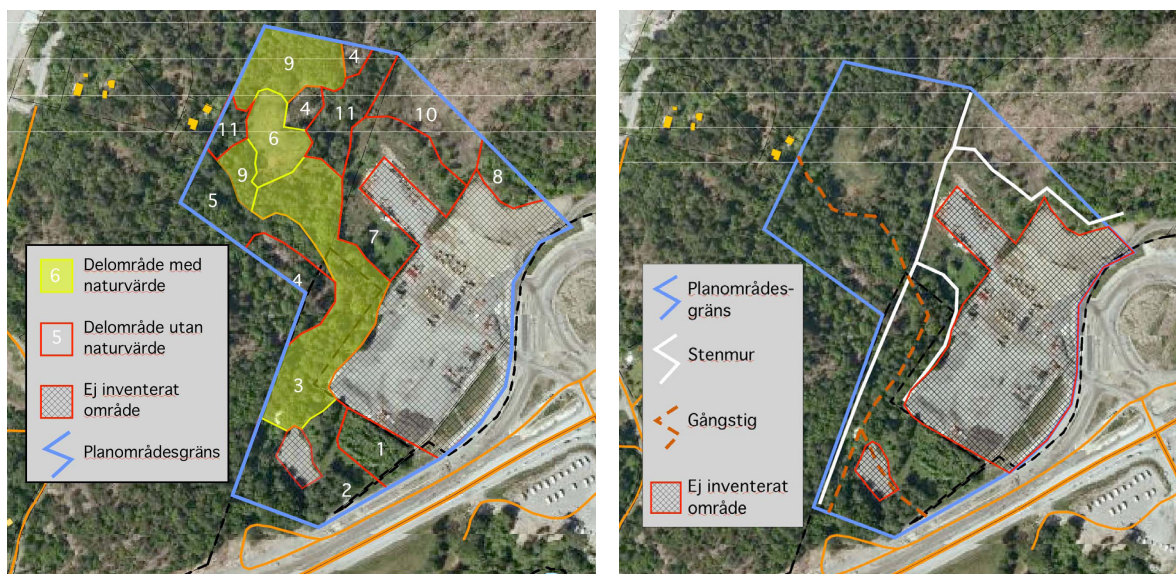 9
4
4
11
10
6
11
9
8
5
7
4
3
1
2
6
Delområde med
naturvärde
5
Delområde utan
naturvärde
Ej inventerat
område
Planområdesgräns
Planområdes-
gräns
Stenmur
Gångstig
Ej inventerat
område